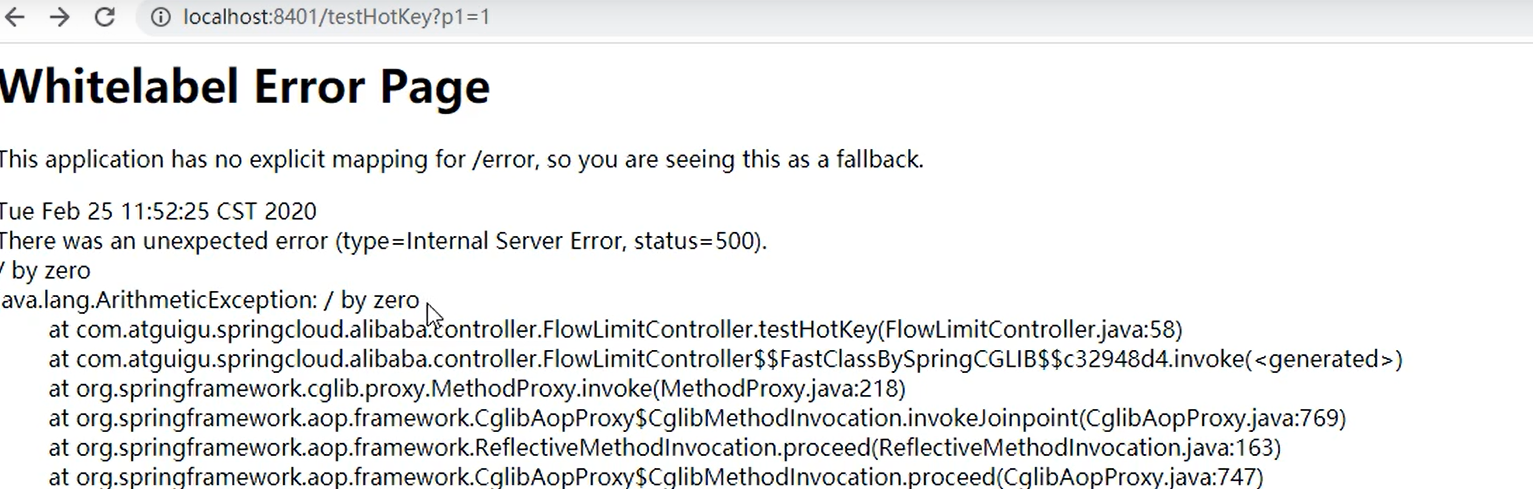 localhost:8401/testHotKey?p1=1
Whitelabel Error Page
This application has no explicit mapping for /error, so you are seeing this as a fallback.
Tue Feb 25 11:52:25 CST 2020
There was an unexpected error (type=Internal Server Error, status=500).
/ by zero
java.lang.ArithmeticException: / by zero
at com.atguigu.springcloud.alibaba.controller.FlowLimitController.testHotKey(FlowLimitController.java:58)
at com.atguigu.springcloud.alibaba.controller.FlowLimitController$$FastClassBySpringCGLIB$$c32948d4.invoke(<generated>)
at org.springframework.cglib.proxy.MethodProxy.invoke(MethodProxy.java:218)
at org.springframework.aop.framework.CglibAopProxy$CglibMethodInvocation.invokeJoinpoint(CglibAopProxy.java:769)
at org.springframework.aop.framework.ReflectiveMethodInvocation.proceed(ReflectiveMethodInvocation.java:163)
at org.springframework.aop.framework.CglibAopProxy$CglibMethodInvocation.proceed(CglibAopProxy.java:747)